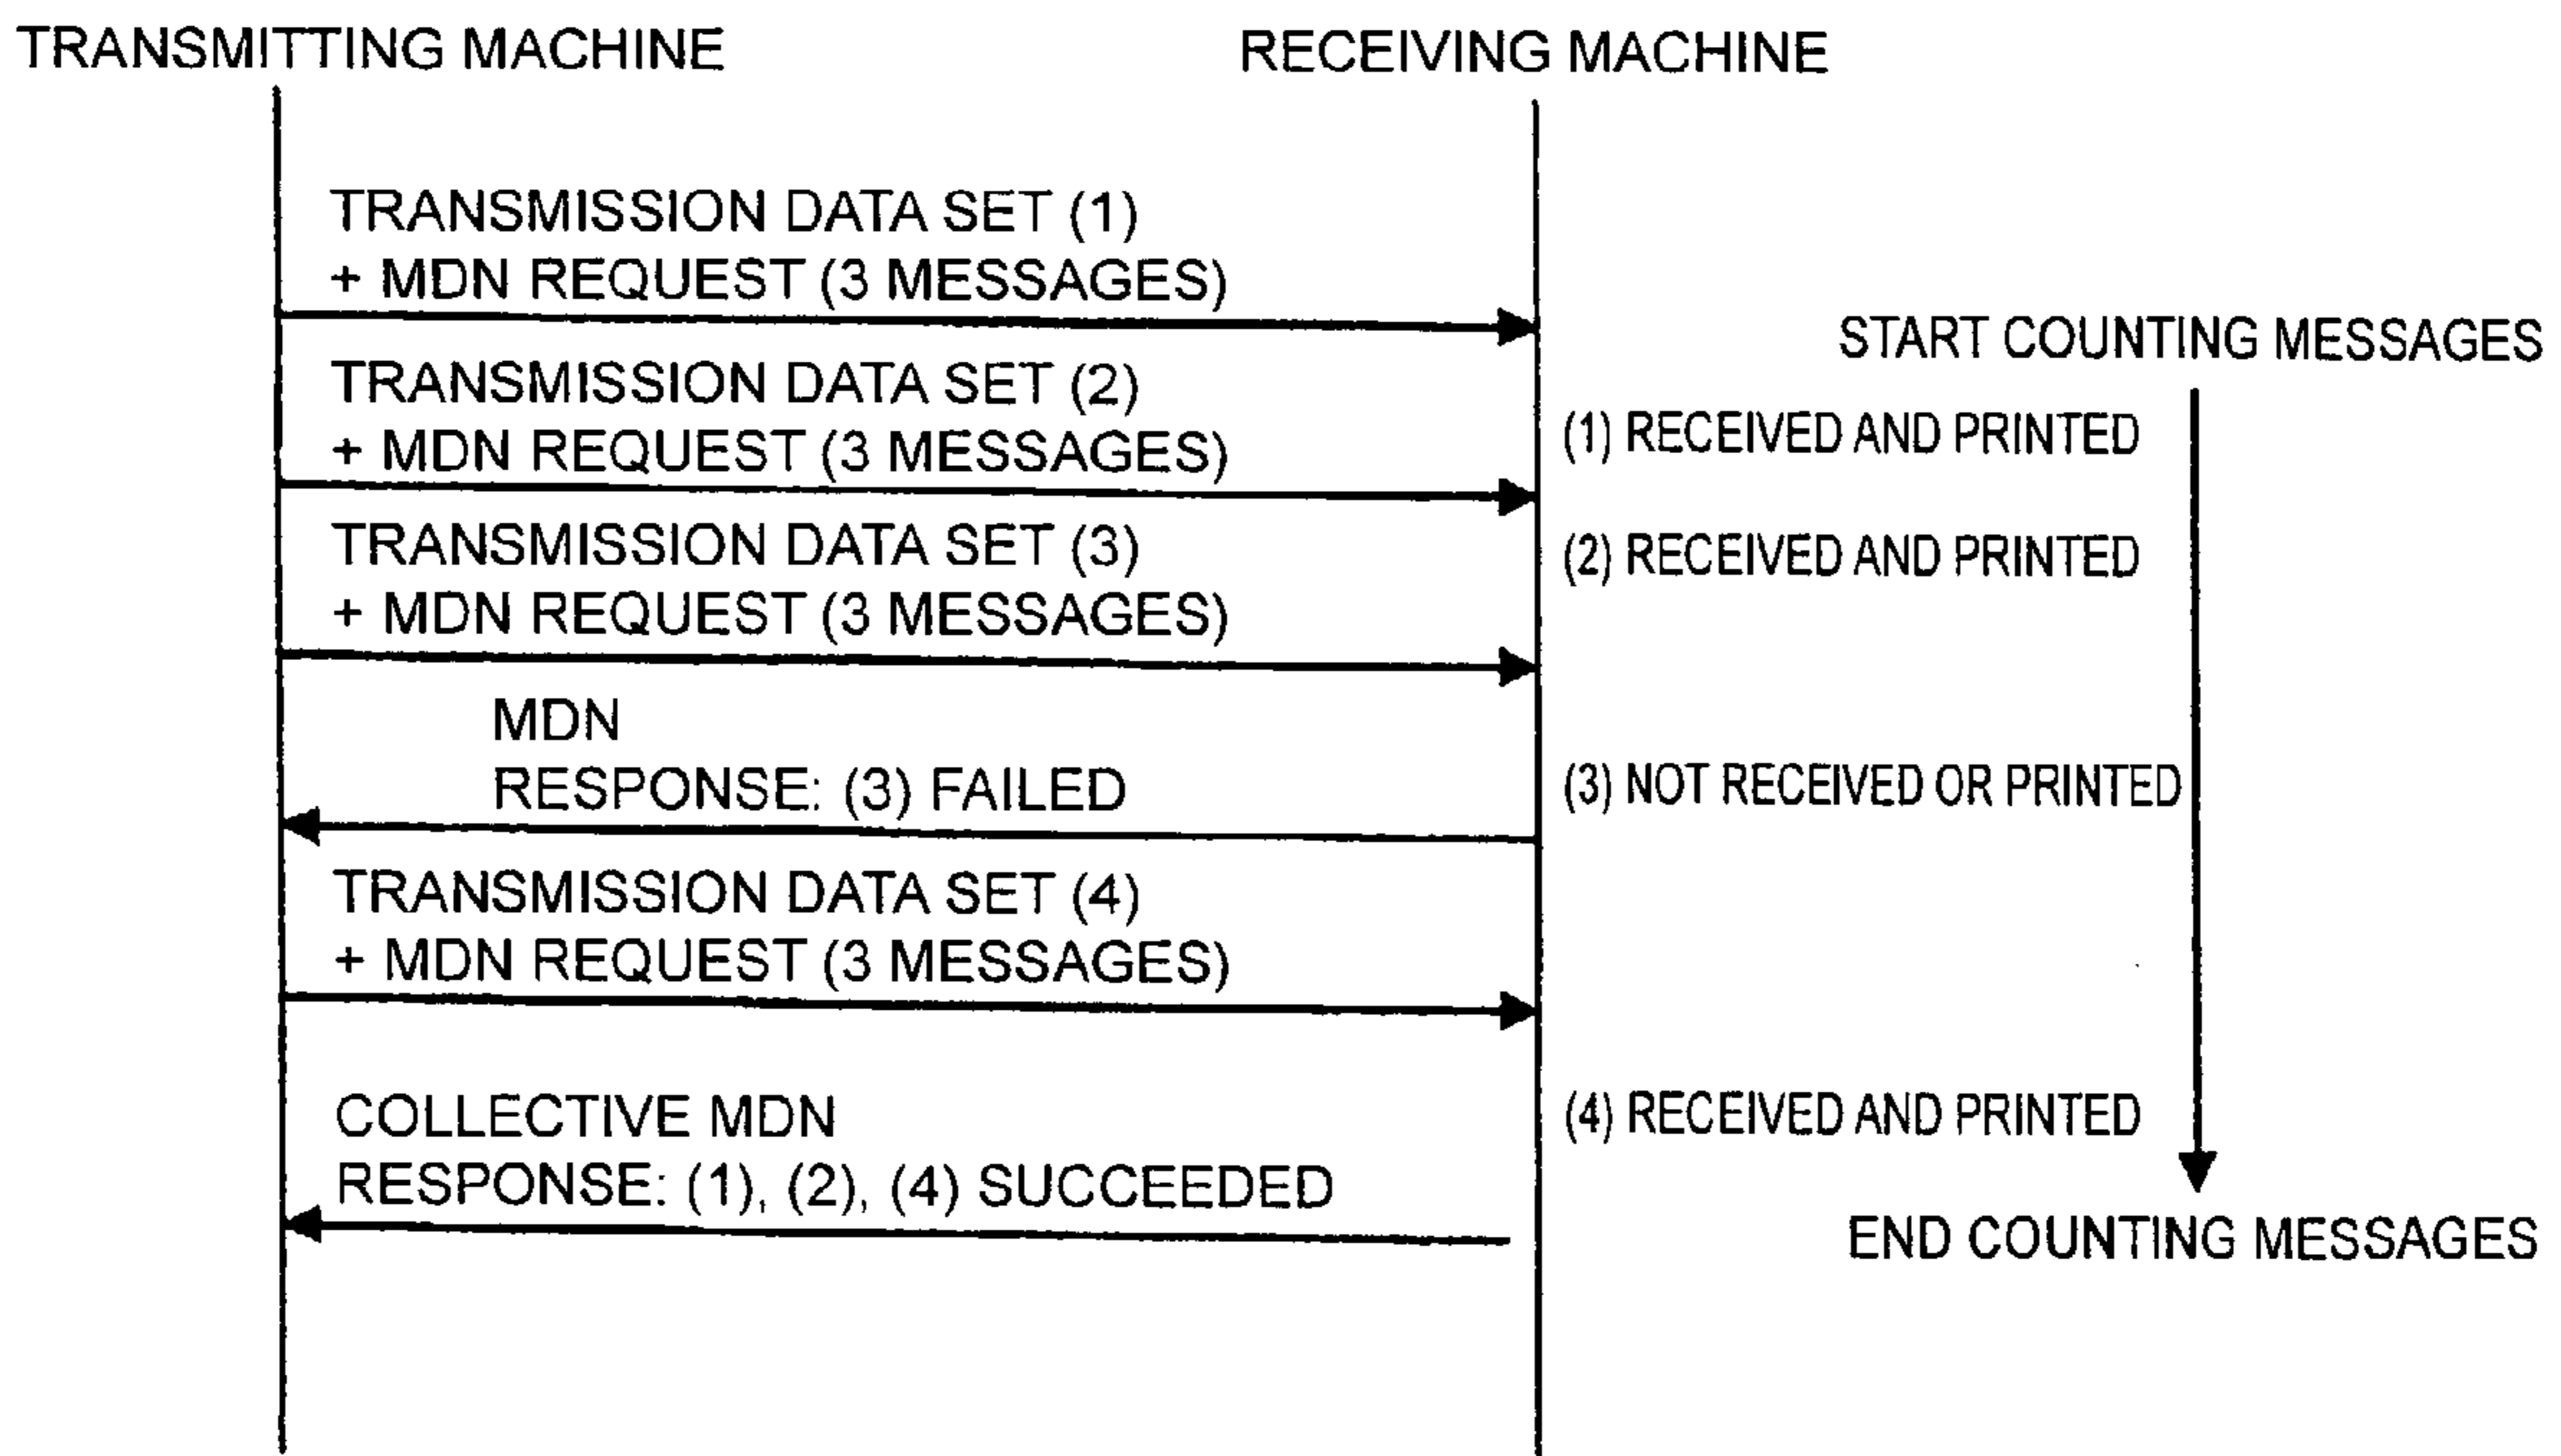 TRANSMITTING MACHINE
RECEIVING MACHINE
TRANSMISSION DATA SET (1)
+ MDN REQUEST (3 MESSAGES)
START COUNTING MESSAGES
TRANSMISSION DATA SET (2)
+ MDN REQUEST (3 MESSAGES)
(1) RECEIVED AND PRINTED
TRANSMISSION DATA SET (3)
+ MDN REQUEST (3 MESSAGES)
(2) RECEIVED AND PRINTED
MDN
RESPONSE: (3) FAILED
(3) NOT RECEIVED OR PRINTED
TRANSMISSION DATA SET (4)
+ MDN REQUEST (3 MESSAGES)
COLLECTIVE MDN
RESPONSE: (1), (2), (4) SUCCEEDED
(4) RECEIVED AND PRINTED
END COUNTING MESSAGES